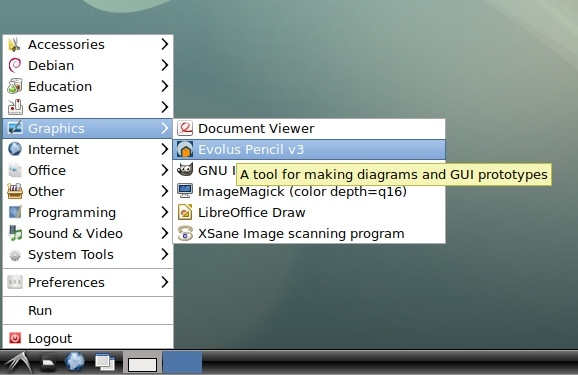 Accessories
Debian
Education
Games
Graphics
Internet
Office
Other
Programming
Sound & Video
System Tools
Preferences
Run
Logout
Document Viewer
Evolus Pencil v3
GNU
A tool for making diagrams and GUI prototypes
ImageMagick (color depth=q16)
LibreOffice Draw
XSane Image scanning program